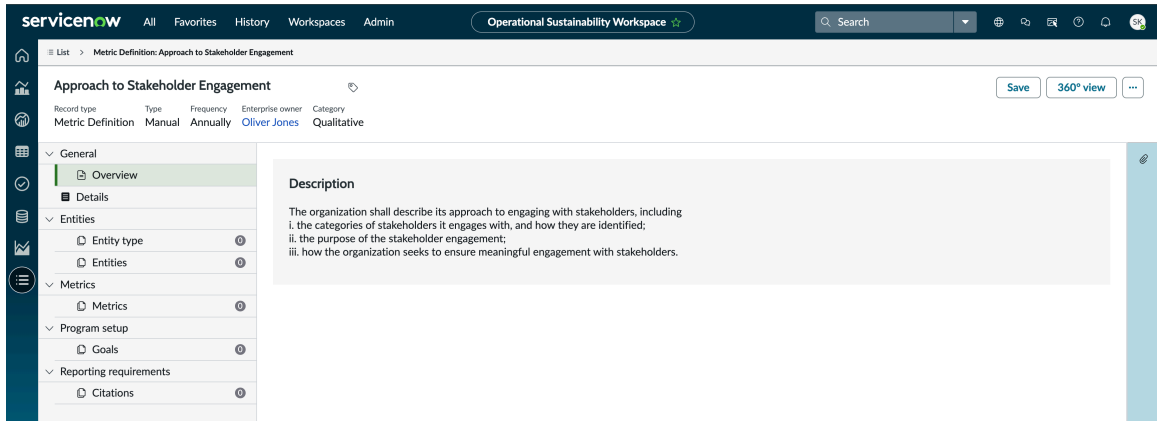 servicenow
All Favorites History Workspaces Admin
Operational Sustainability Workspace
Search
SK
List > Metric Definition: Approach to Stakeholder Engagement
Approach to Stakeholder Engagement
Save
360° view
Record type Type Frequency Enterprise owner Category
Metric Definition Manual Annually Oliver Jones Qualitative
General
Overview
Details
Entities
Entity type 0
Entities 0
Metrics
Metrics 0
Program setup
Goals 0
Reporting requirements
Citations 0
Description
The organization shall describe its approach to engaging with stakeholders, including
i. the categories of stakeholders it engages with, and how they are identified;
ii. the purpose of the stakeholder engagement;
iii. how the organization seeks to ensure meaningful engagement with stakeholders.